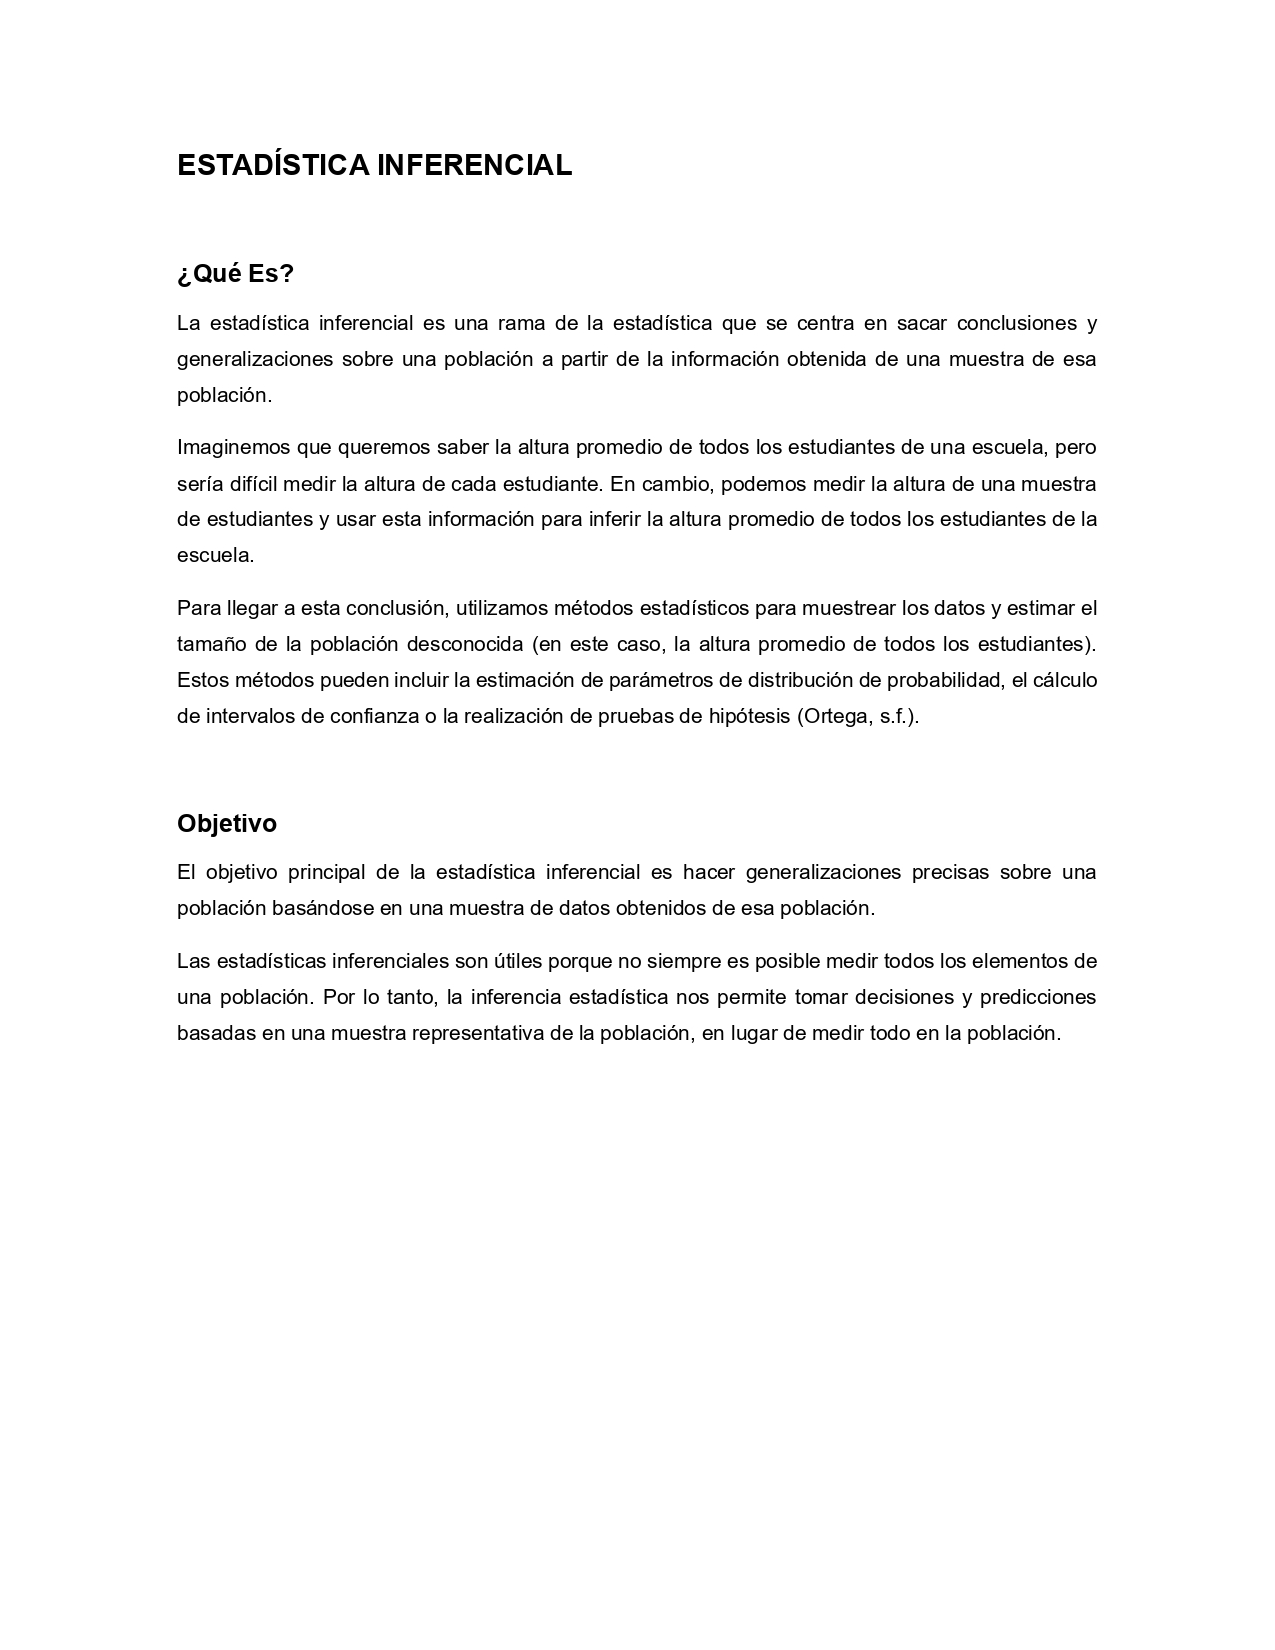 ESTADÍSTICA INFERENCIAL
¿Qué Es?
La estadística inferencial es una rama de la estadística que se centra en sacar conclusiones y
generalizaciones sobre una población a partir de la información obtenida de una muestra de esa
población.
Imaginemos que queremos saber la altura promedio de todos los estudiantes de una escuela, pero
sería difícil medir la altura de cada estudiante. En cambio, podemos medir la altura de una muestra
de estudiantes y usar esta información para inferir la altura promedio de todos los estudiantes de la
escuela.
Para llegar a esta conclusión, utilizamos métodos estadísticos para muestrear los datos y estimar el
tamaño de la población desconocida (en este caso, la altura promedio de todos los estudiantes).
Estos métodos pueden incluir la estimación de parámetros de distribución de probabilidad, el cálculo
de intervalos de confianza o la realización de pruebas de hipótesis (Ortega, s.f.).
Objetivo
El objetivo principal de la estadística inferencial es hacer generalizaciones precisas sobre una
población basándose en una muestra de datos obtenidos de esa población.
Las estadísticas inferenciales son útiles porque no siempre es posible medir todos los elementos de
una población. Por lo tanto, la inferencia estadística nos permite tomar decisiones y predicciones
basadas en una muestra representativa de la población, en lugar de medir todo en la población.